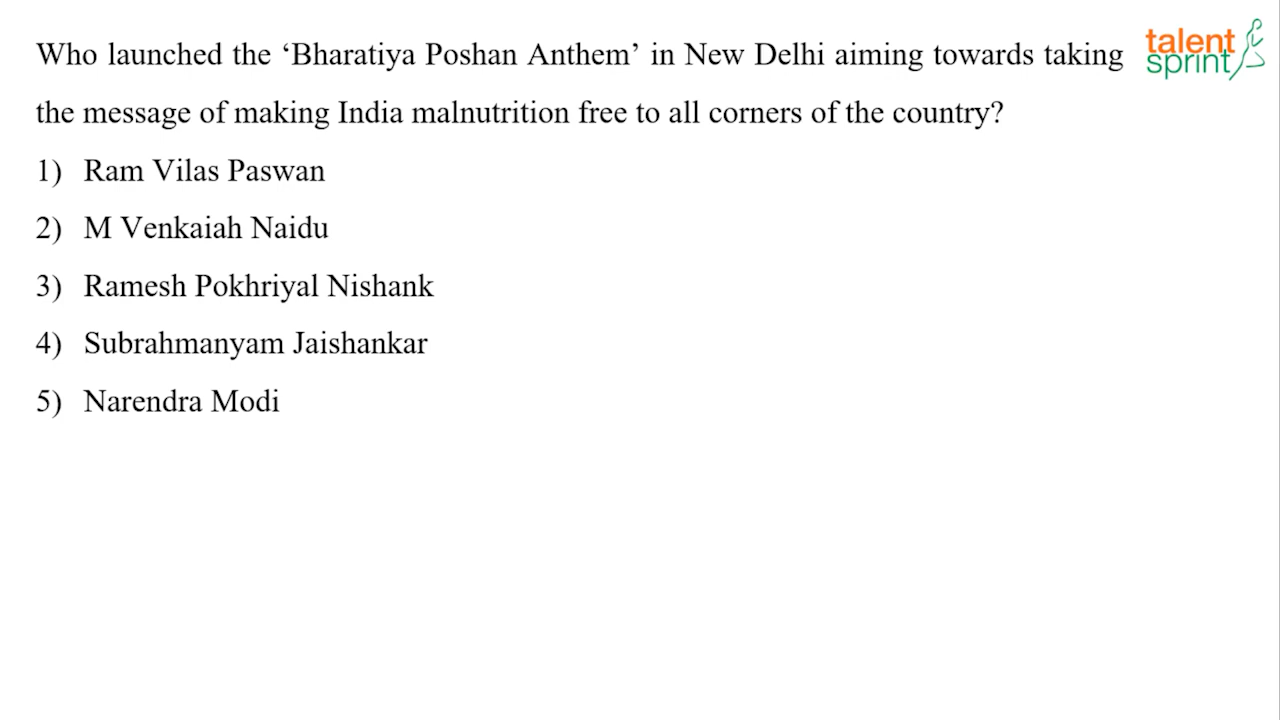 Who launched the ‘Bharatiya Poshan Anthem’ in New Delhi aiming towards taking
the message of making India malnutrition free to all corners of the country?
1) Ram Vilas Paswan
2) M Venkaiah Naidu
3) Ramesh Pokhriyal Nishank
4) Subrahmanyam Jaishankar
5) Narendra Modi
talent
sprint